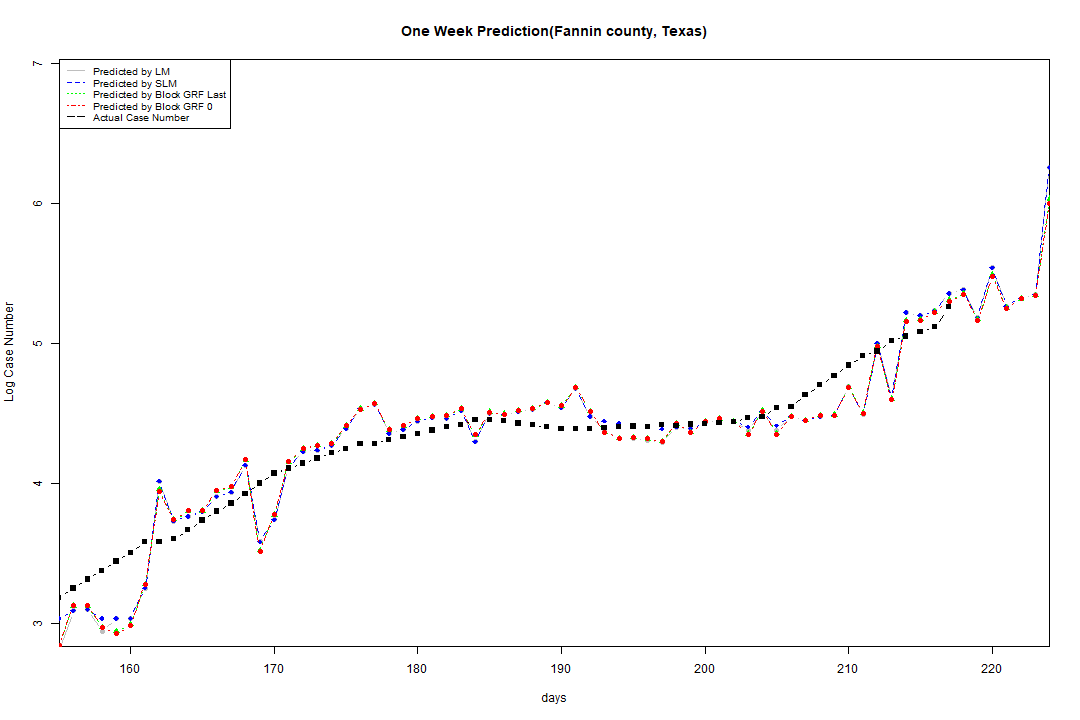 One Week Prediction(Fannin county, Texas)
Predicted by LM
Predicted by SLM
Predicted by Block GRF Last
Predicted by Block GRF 0
Actual Case Number
7
6
5
4
3
Log Case Number
160 170 180 190 200 210 220
days